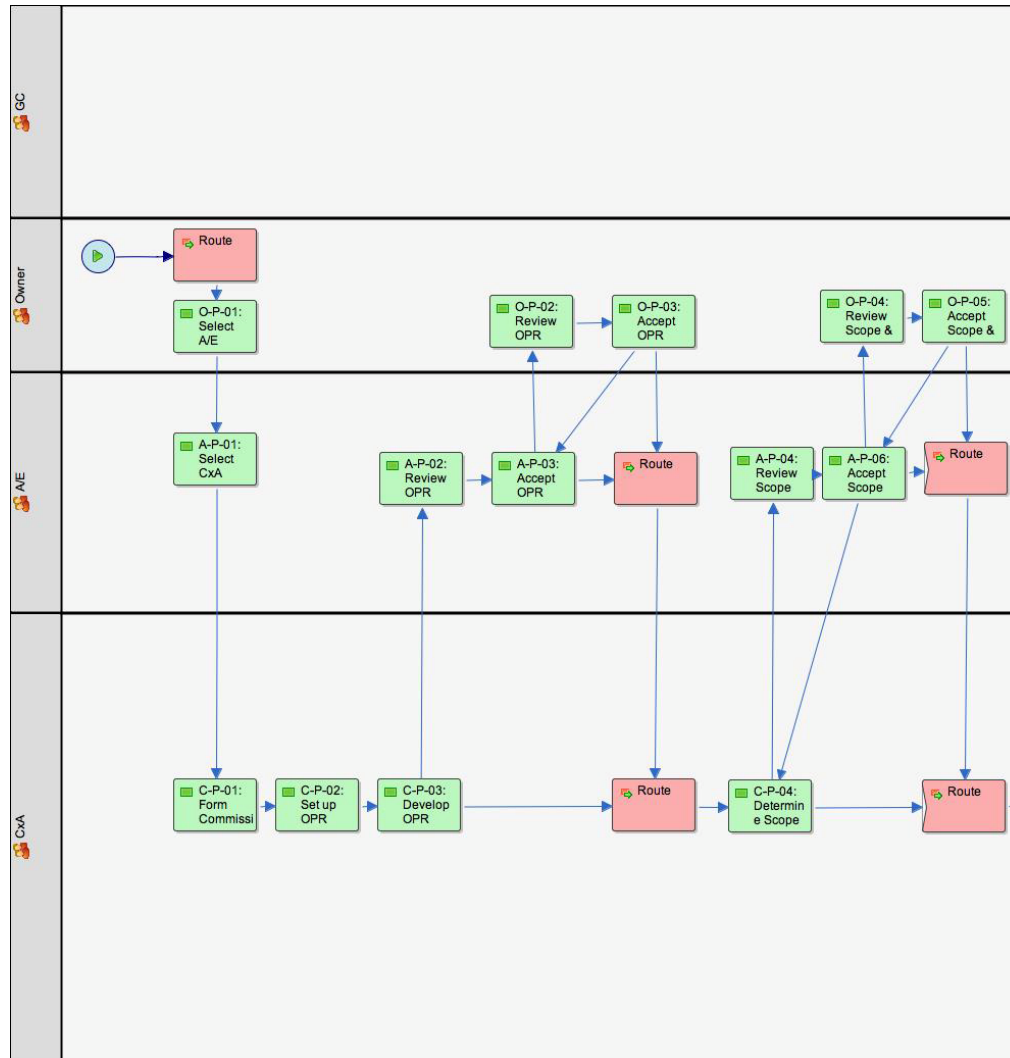 GC
Owner
Route
O-P-01:
Select
A/E
O-P-02:
Review
OPR
O-P-03:
Accept
OPR
O-P-04:
Review
Scope &
O-P-05:
Accept
Scope &
A/E
A-P-01:
Select
CxA
A-P-02:
Review
OPR
A-P-03:
Accept
OPR
Route
A-P-04:
Review
Scope
A-P-06:
Accept
Scope
Route
CxA
C-P-01:
Form
Commissi
C-P-02:
Set up
OPR
C-P-03:
Develop
OPR
Route
C-P-04:
Determin
e Scope
Route